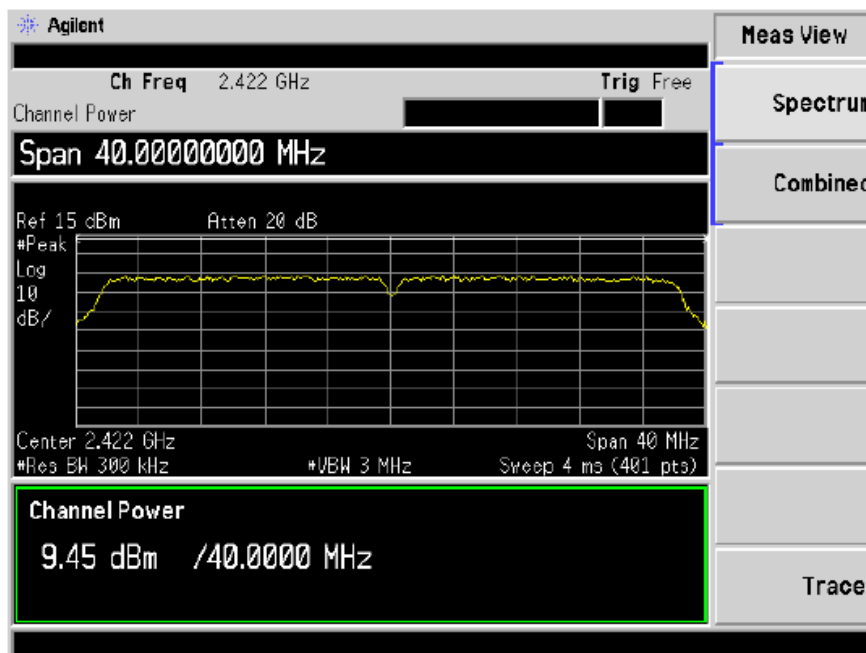 Agilent
Meas View
Ch Freq 2.422 GHz Trig Free
Channel Power
Span 40.00000000 MHz
Spectrum
Combined
Ref 15 dBm Atten 20 dB
#Peak
Log
10
dB/
Center 2.422 GHz Span 40 MHz
#Res BW 300 kHz #VBW 3 MHz Sweep 4 ms (401 pts)
Channel Power
9.45 dBm /40.0000 MHz
Trace